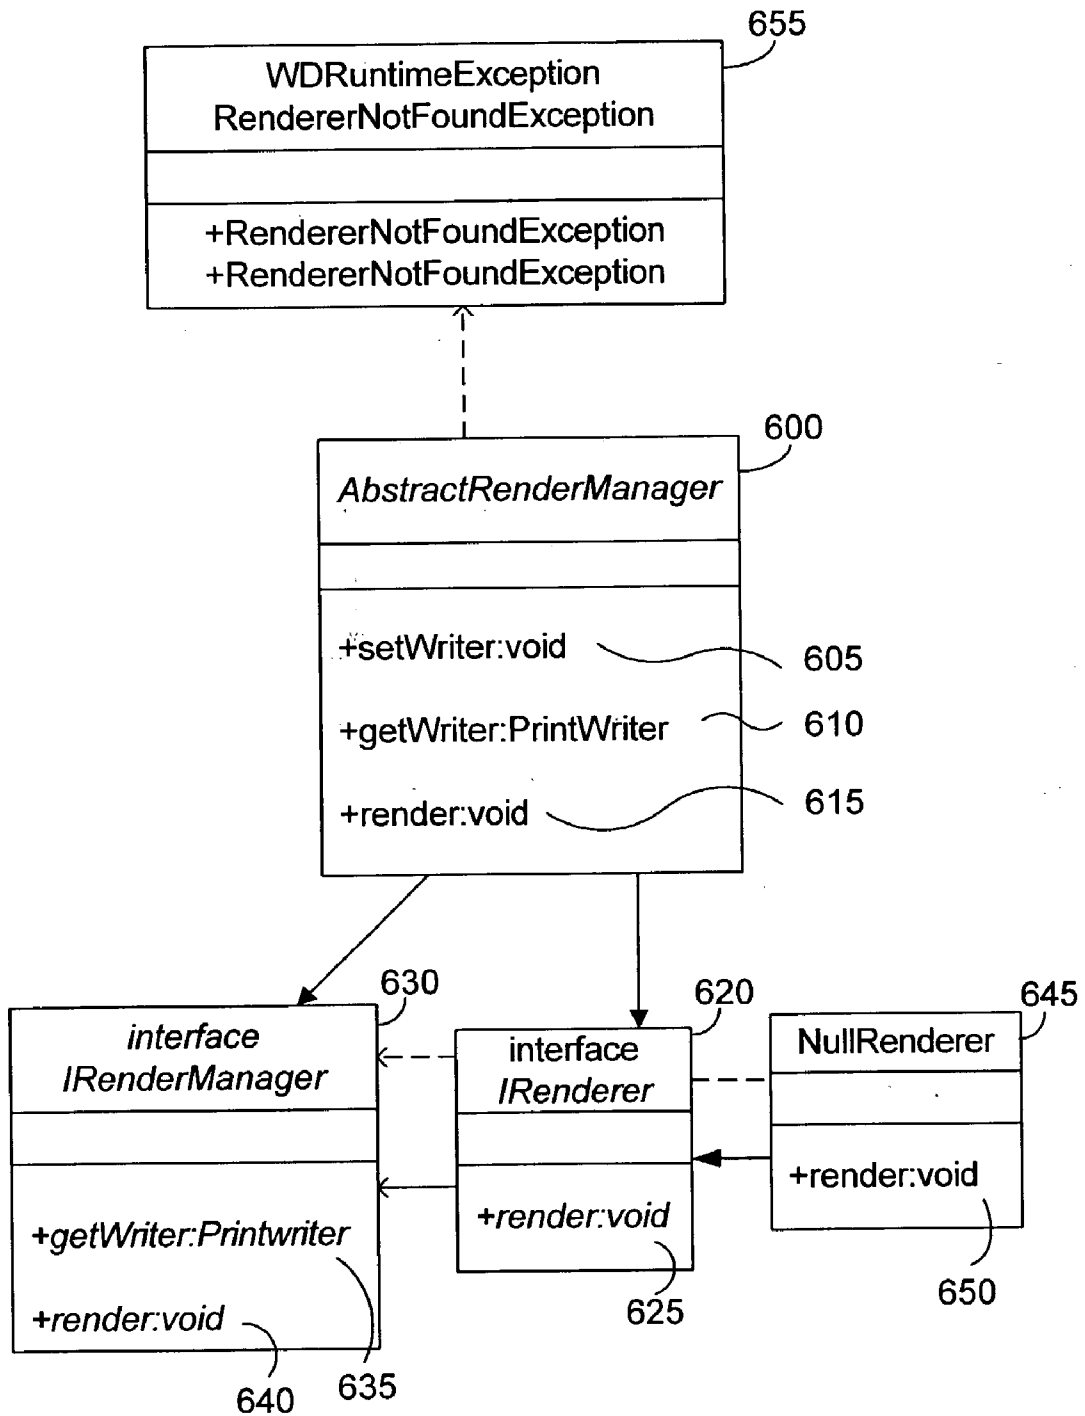 655
WDRuntimeException
RendererNotFoundException
+RendererNotFoundException
+RendererNotFoundException
600
AbstractRenderManager
+setWriter:void
605
+getWriter:PrintWriter
610
+render:void
615
630
interface
IRenderManager
+getWriter:Printwriter
+render:void
635
640
620
interface
IRenderer
+render:void
625
645
NullRenderer
+render:void
650